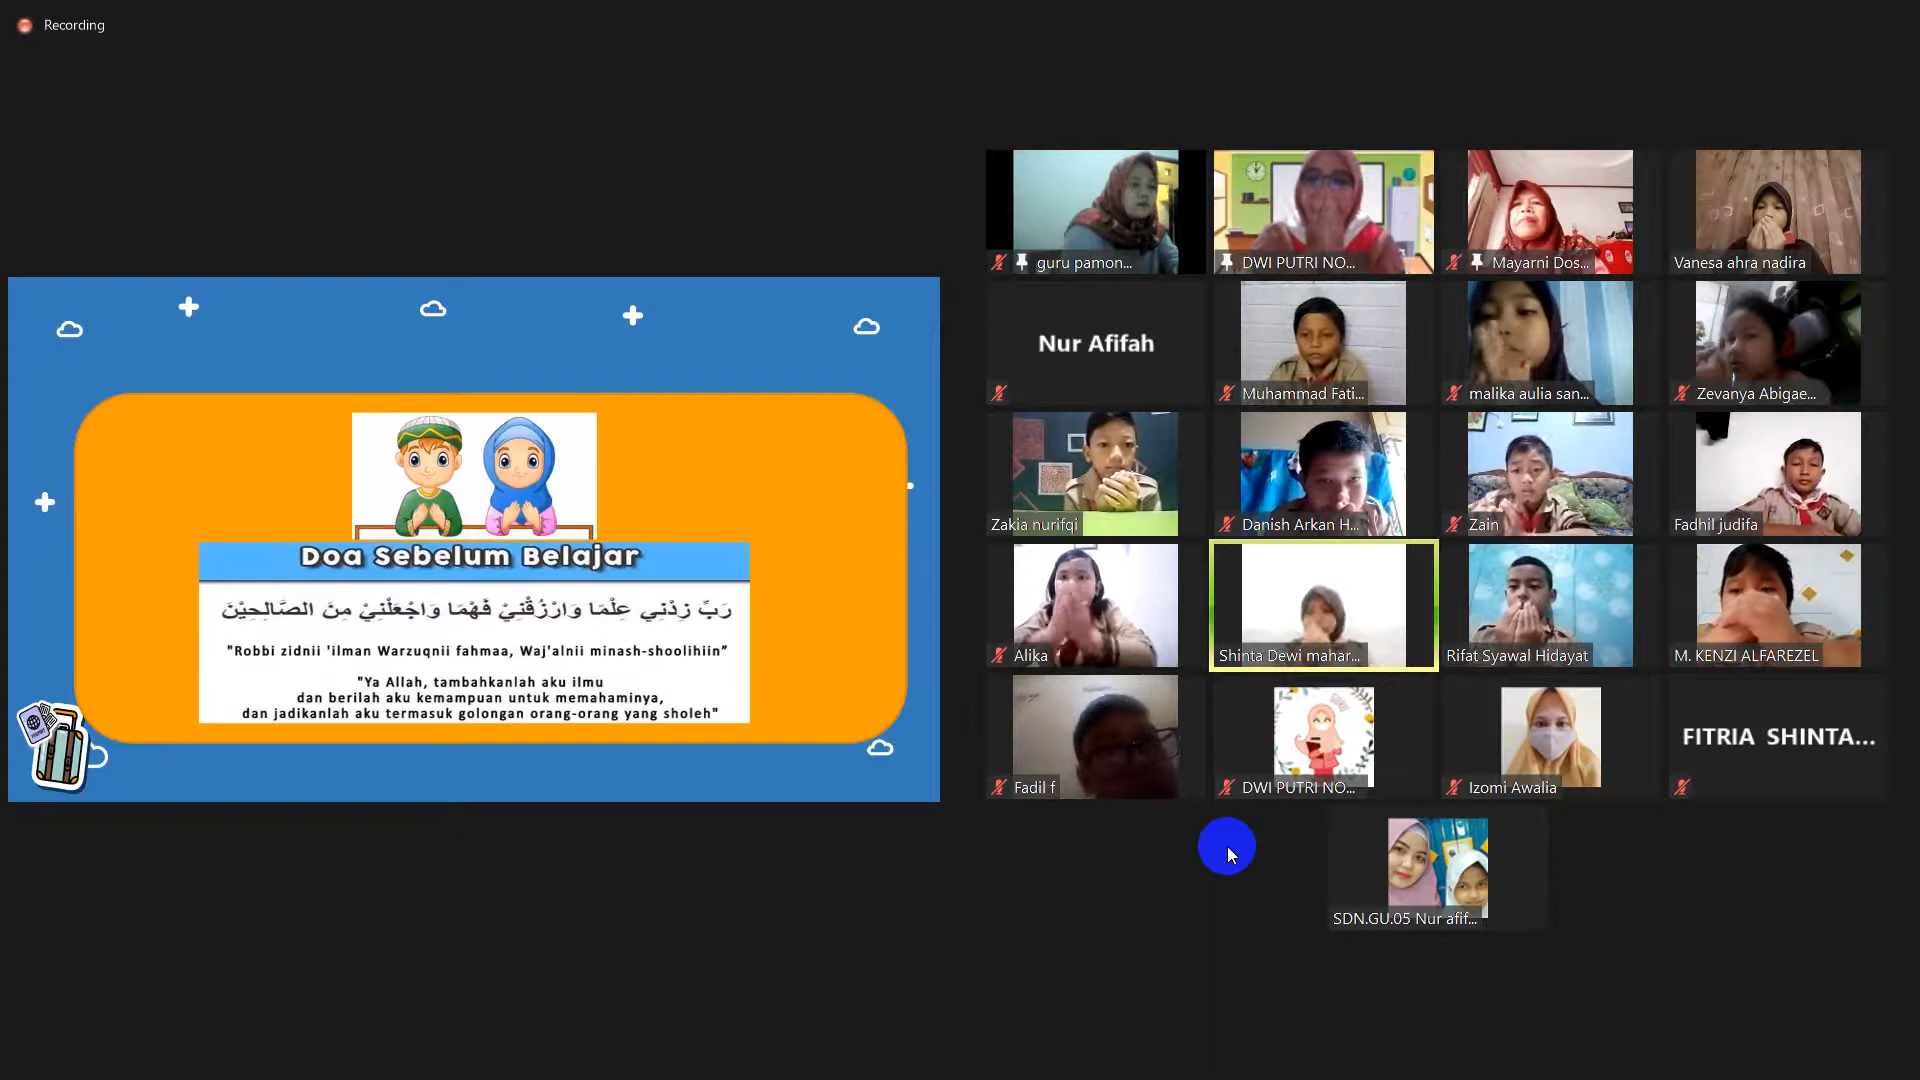 Recording
Doa Sebelum Belajar
رَبِّ زِدْنِي عِلْمًا وَارْزُقْنِيْ فَهْمَا وَاجْعَلْنِيْ مِنَ الصَّالِحِيْنَ
"Robbi zidnii 'ilman Warzuqnii fahmaa, Waj'alnii minash-shoolihiin”
"Ya Allah, tambahkanlah aku ilmu
dan berilah aku kemampuan untuk memahaminya,
dan jadikanlah aku termasuk golongan orang-orang yang sholeh"
guru pamon...
DWI PUTRI NO...
Mayarni Dos...
Vanesa ahra nadira
Nur Afifah
Muhammad Fati...
malika aulia san...
Zevanya Abigae...
Zakia nurifqi
Danish Arkan H...
Zain
Fadhil judifa
Alika
Shinta Dewi mahar...
Rifat Syawal Hidayat
M. KENZI ALFAREZEL
Fadil f
DWI PUTRI NO...
Izomi Awalia
FITRIA SHINTA...
SDN.GU.05 Nur afif...